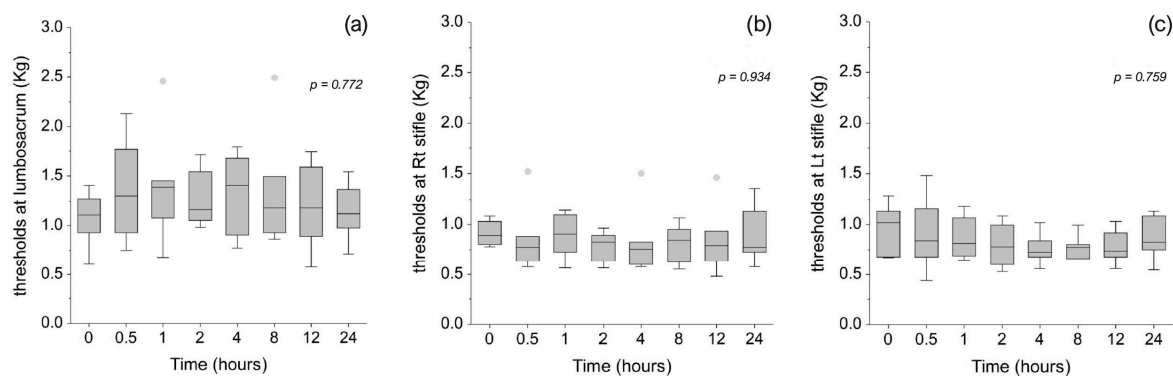 (a)
thresholds at lumbosacrum (Kg)
3.0
2.5
2.0
1.5
1.0
0.5
0.0
p = 0.772
0 0.5 1 2 4 8 12 24
Time (hours)
(b)
thresholds at Rt stifle (Kg)
3.0
2.5
2.0
1.5
1.0
0.5
0.0
p = 0.934
0 0.5 1 2 4 8 12 24
Time (hours)
(c)
thresholds at Lt stifle (Kg)
3.0
2.5
2.0
1.5
1.0
0.5
0.0
p = 0.759
0 0.5 1 2 4 8 12 24
Time (hours)